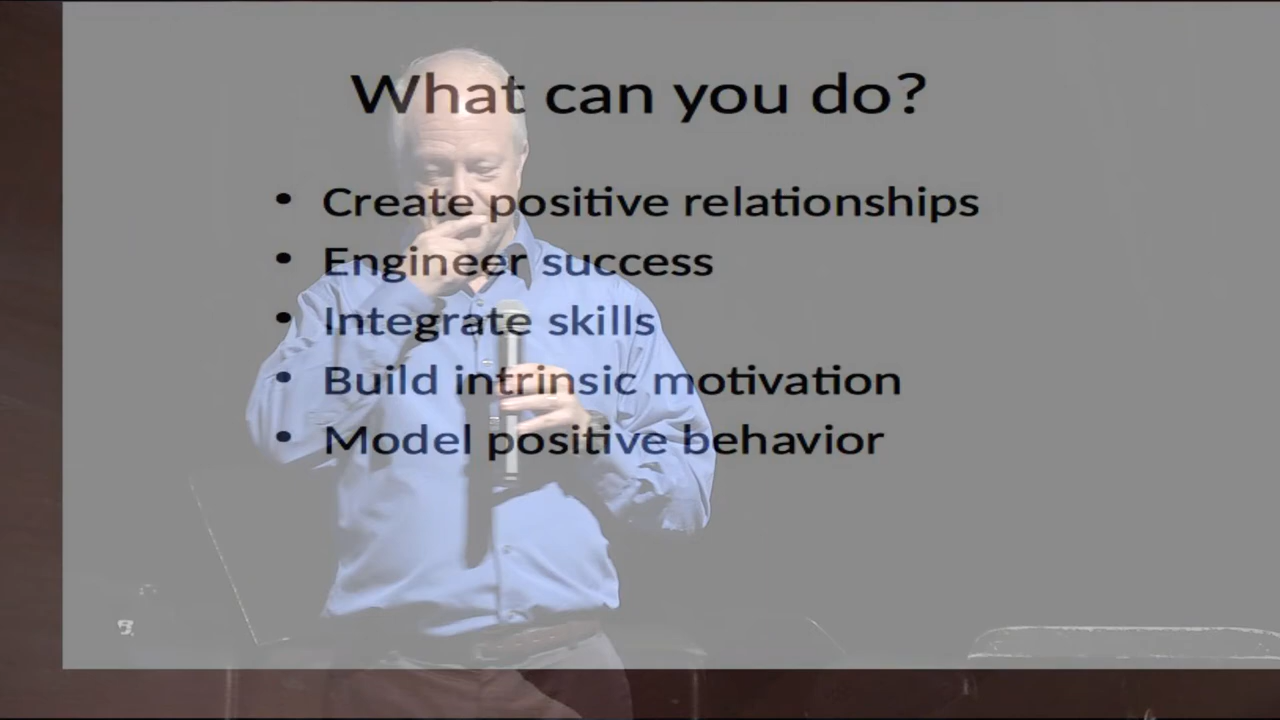 What can you do?
• Create positive relationships
• Engineer success
• Integrate skills
• Build intrinsic motivation
• Model positive behavior